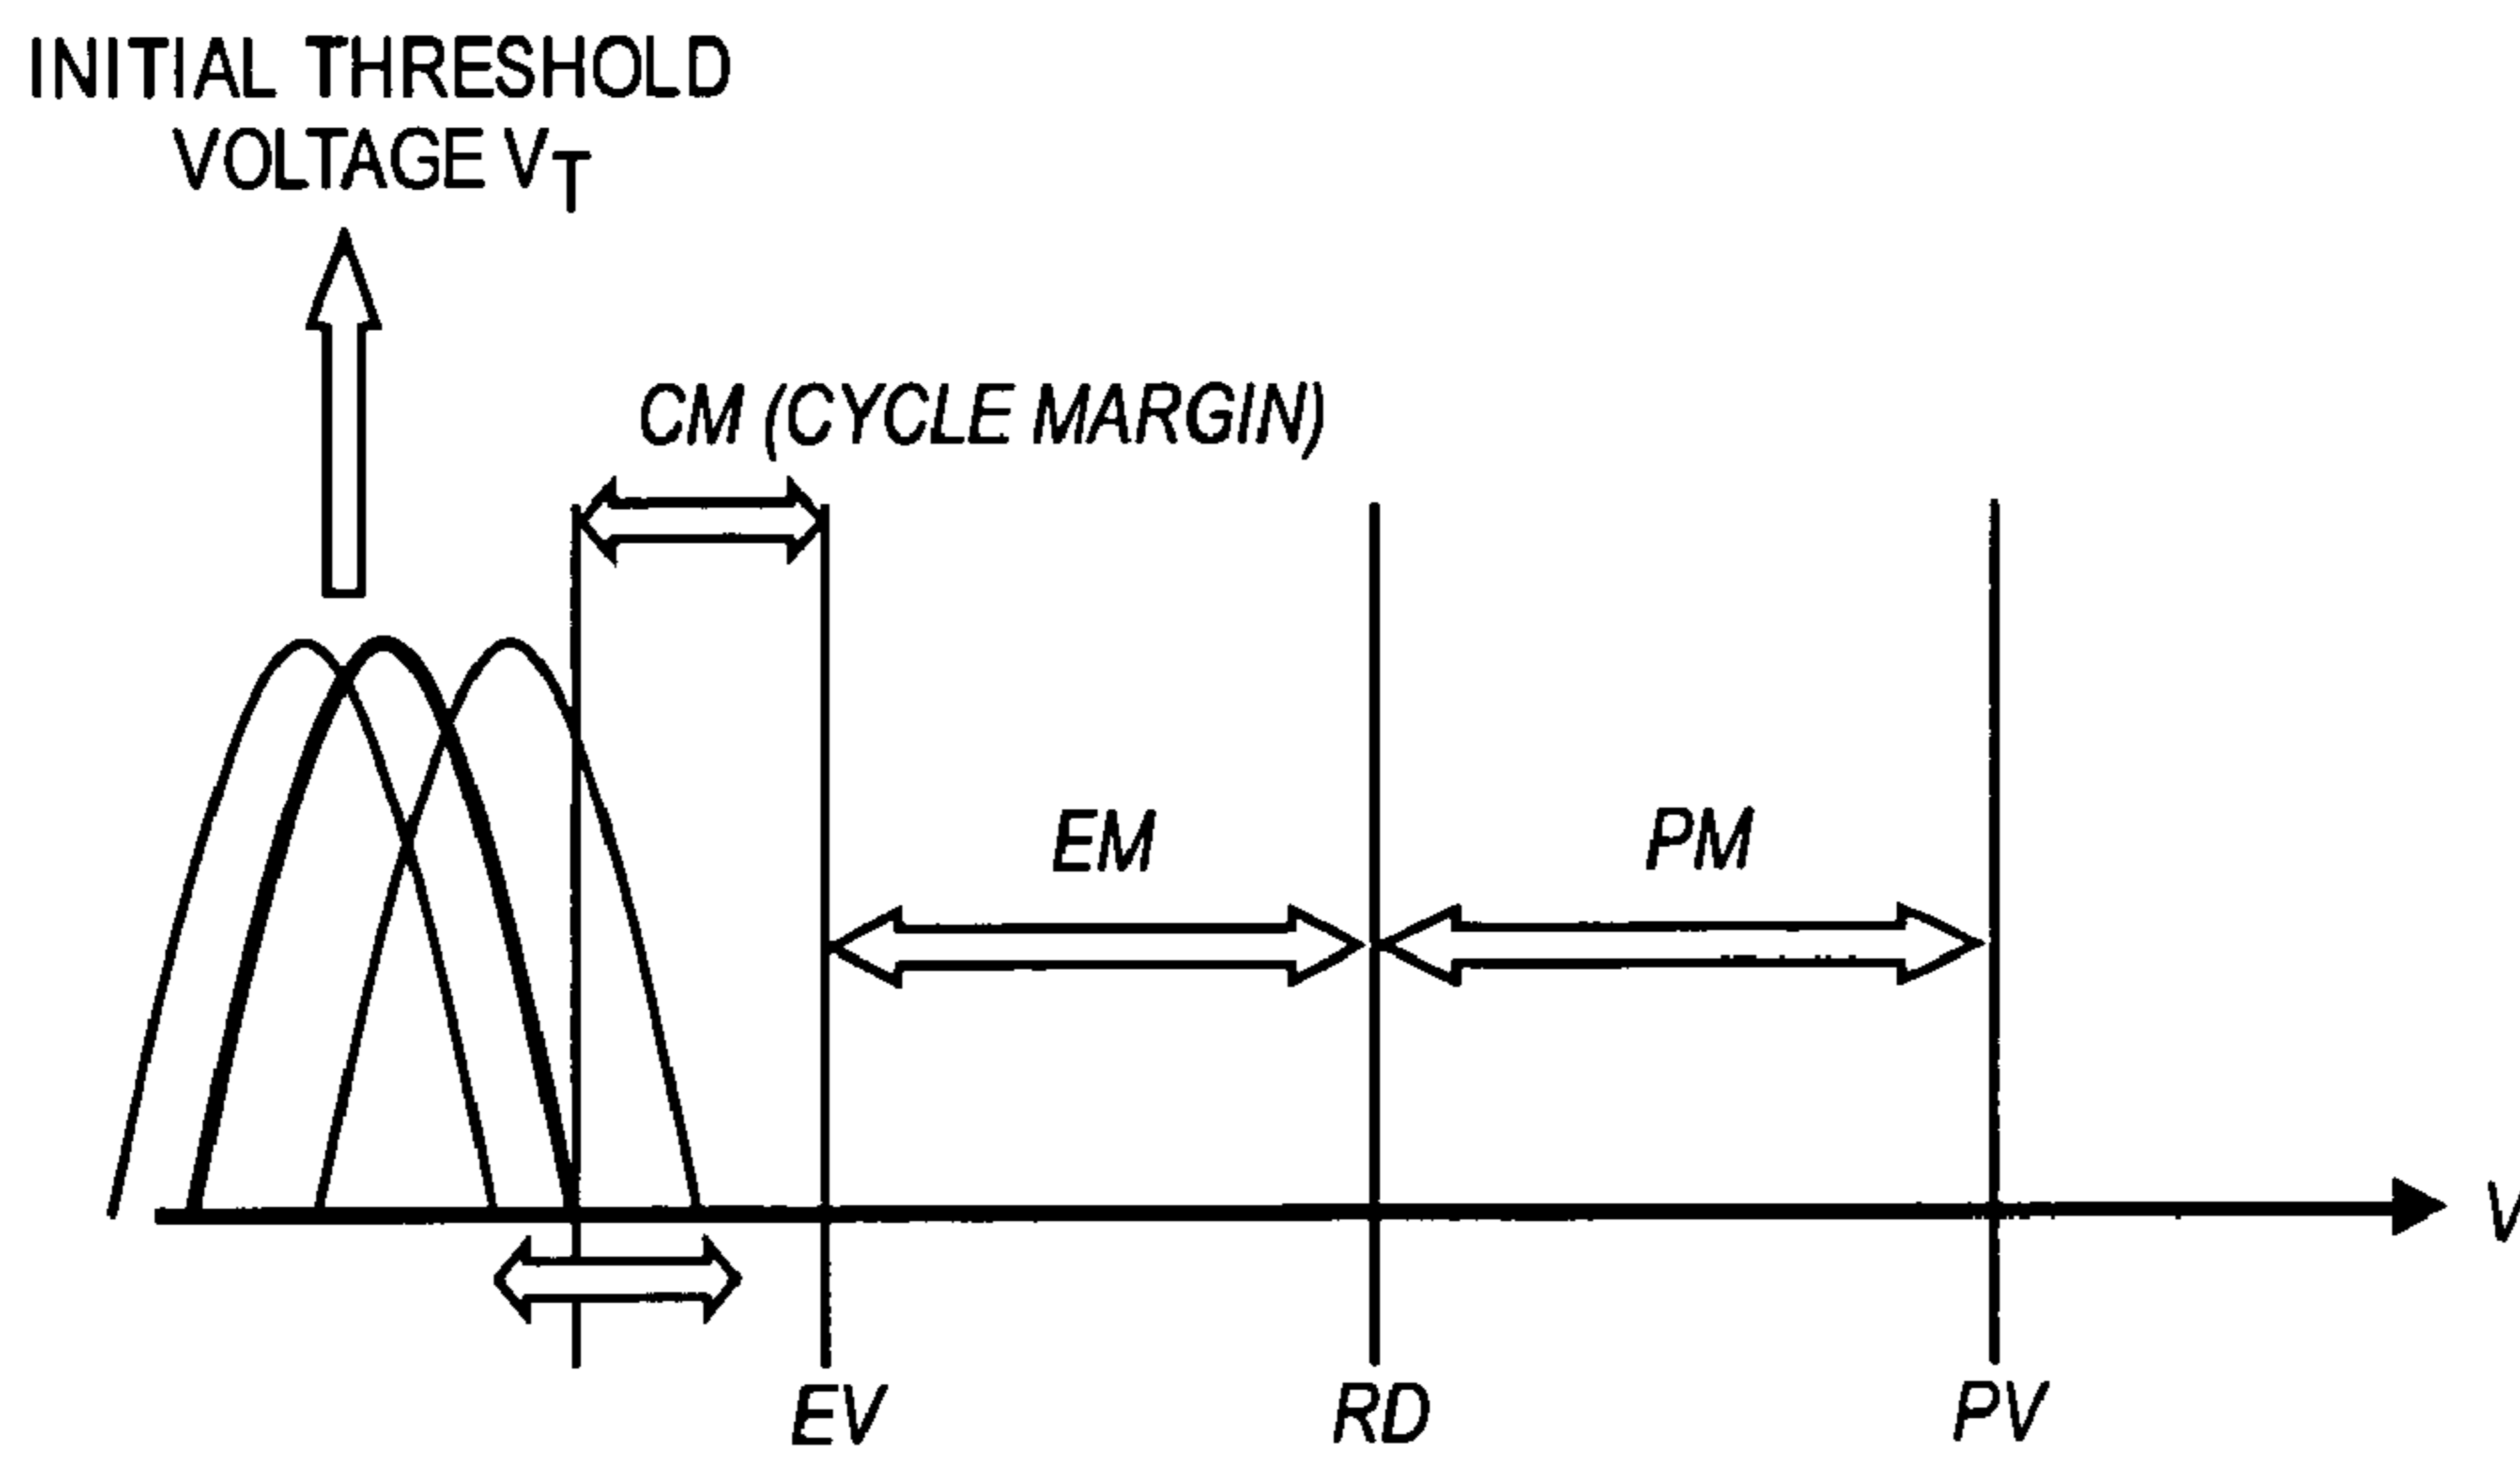 INITIAL THRESHOLD
VOLTAGE VT
CM (CYCLE MARGIN)
EM
PM
V
EV
RD
PV